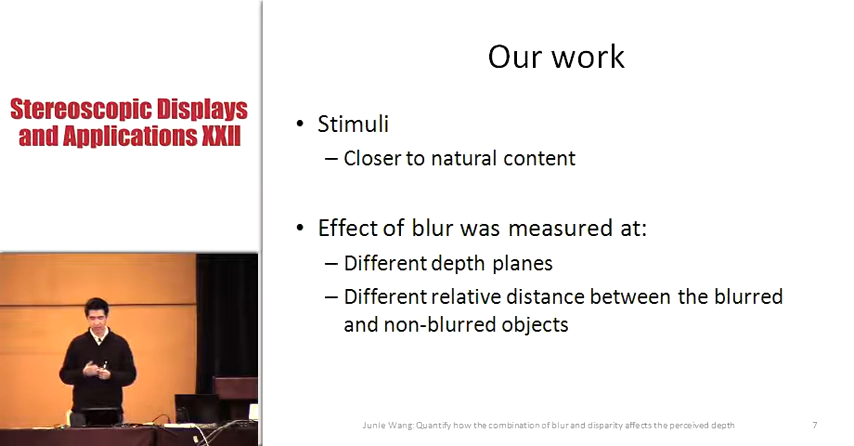 Stereoscopic Displays
and Applications XXII
Our work
• Stimuli
– Closer to natural content
• Effect of blur was measured at:
– Different depth planes
– Different relative distance between the blurred
and non-blurred objects
Junle Wang: Quantify how the combination of blur and disparity affects the perceived depth
7